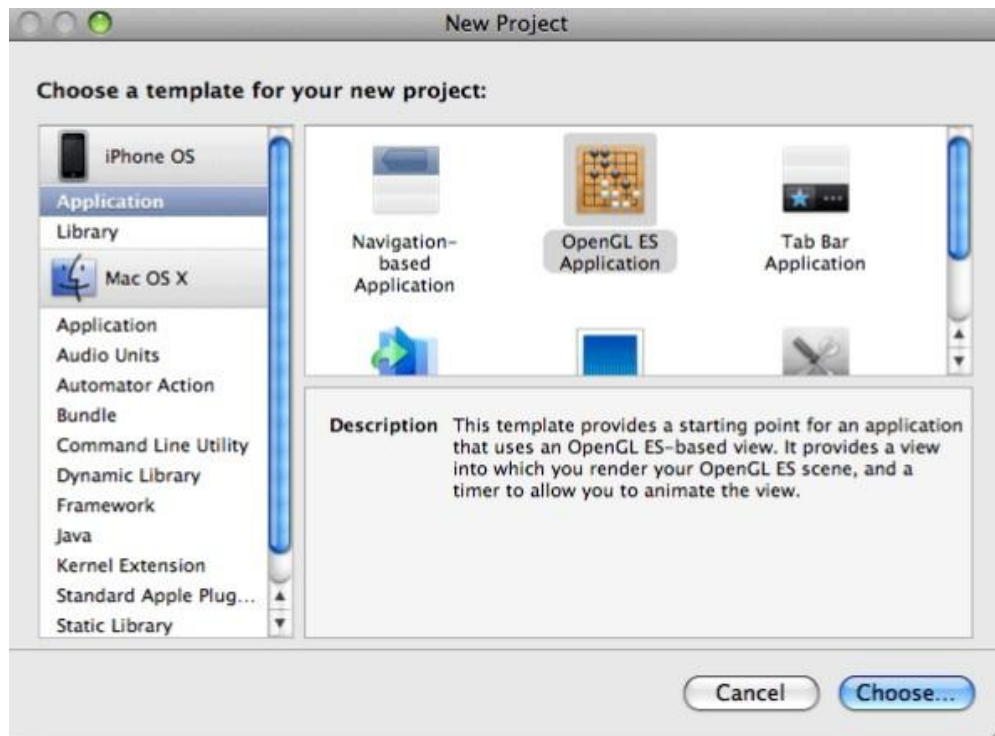 New Project
Choose a template for your new project:
iPhone OS
Application
Library
Mac OS X
Application
Audio Units
Automator Action
Bundle
Command Line Utility
Dynamic Library
Framework
Java
Kernel Extension
Standard Apple Plug...
Static Library
Navigation-
based
Application
OpenGL ES
Application
Tab Bar
Application
Description
This template provides a starting point for an application
that uses an OpenGL ES-based view. It provides a view
into which you render your OpenGL ES scene, and a
timer to allow you to animate the view.
Cancel
Choose...